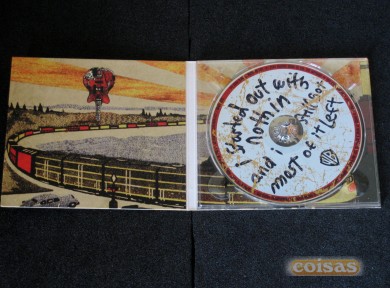 i started out with
nothin
and i still got
most of it left
coisas